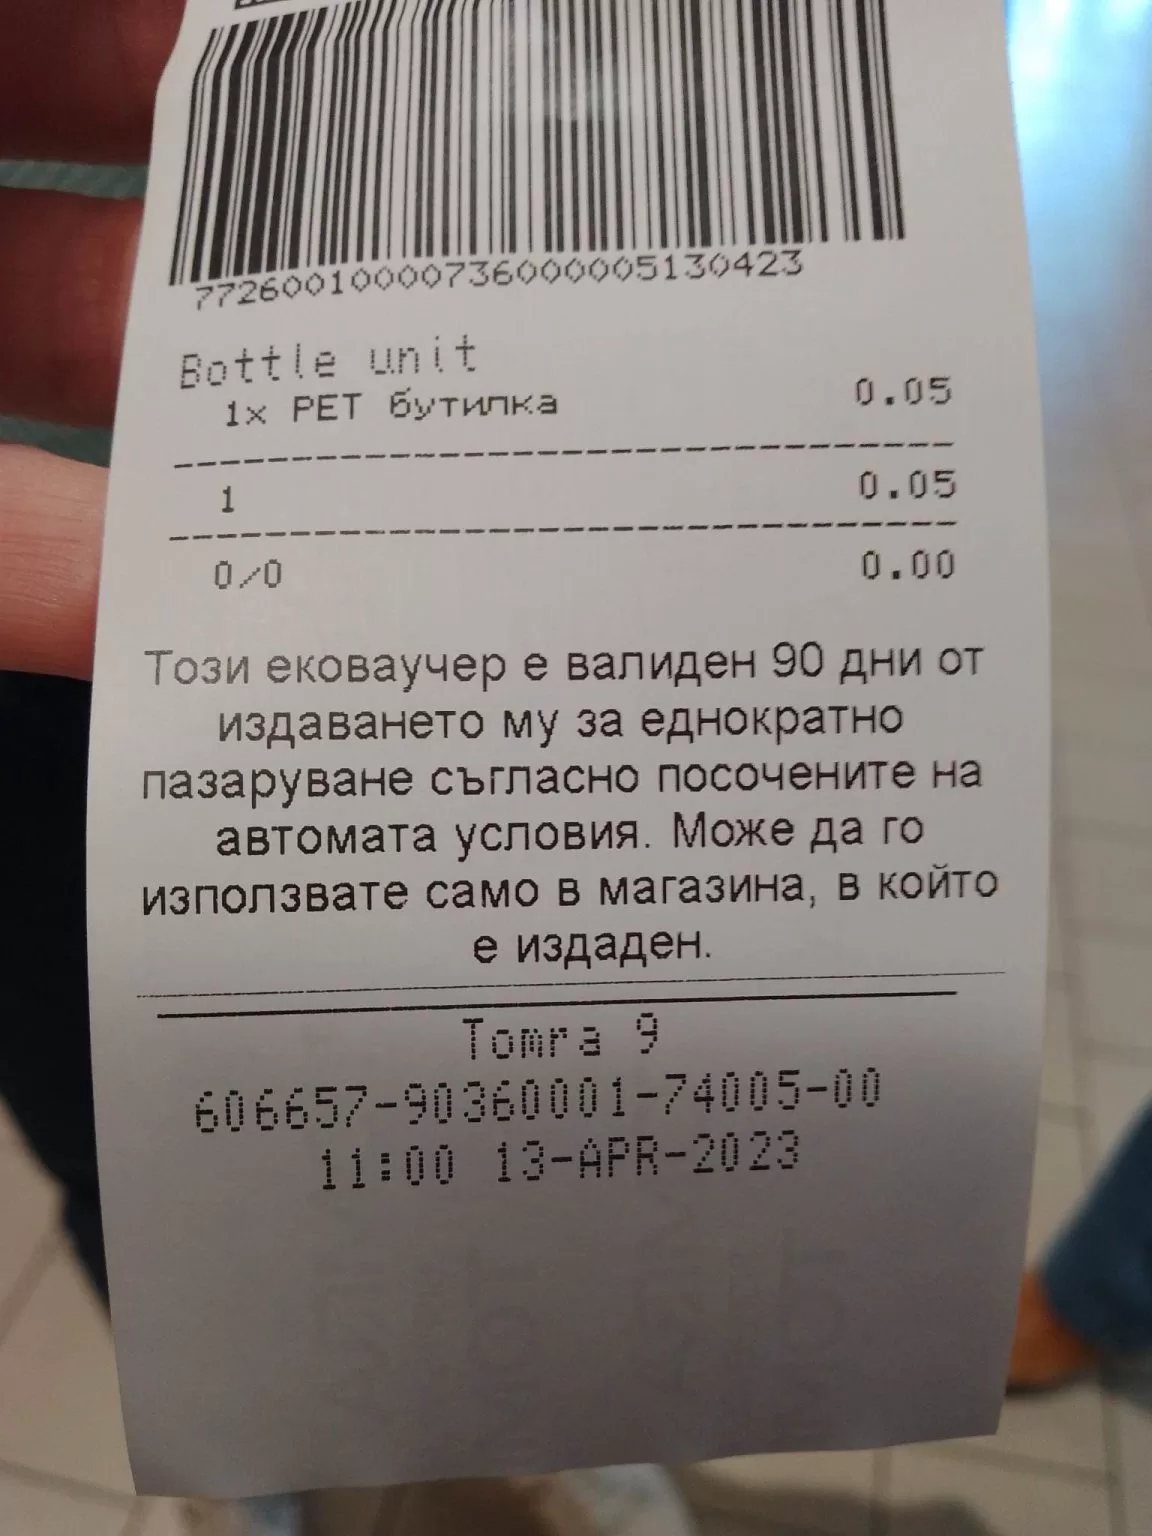 77260010000736000005130423
Bottle unit
1x PET бутилка 0.05
1 0.05
0/0 0.00
Този ековаучер е валиден 90 дни от
издаването му за еднократно
пазаруване съгласно посочените на
автомата условия. Може да го
използвате само в магазина, в който
е издаден.
Tomra 9
606657-90360001-74005-00
11:00 13-APR-2023